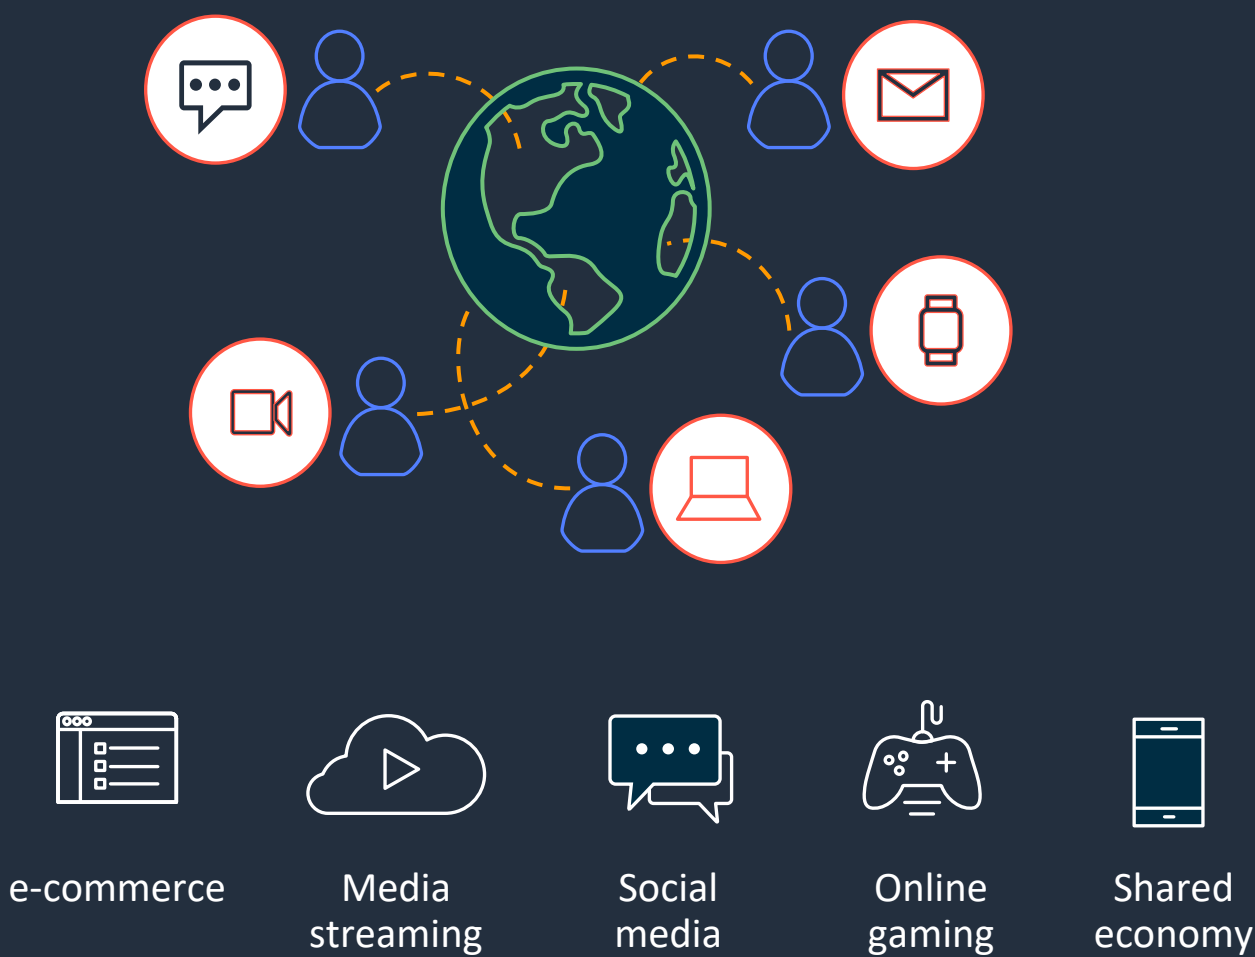 e-commerce
Media
streaming
Social
media
Online
gaming
Shared
economy